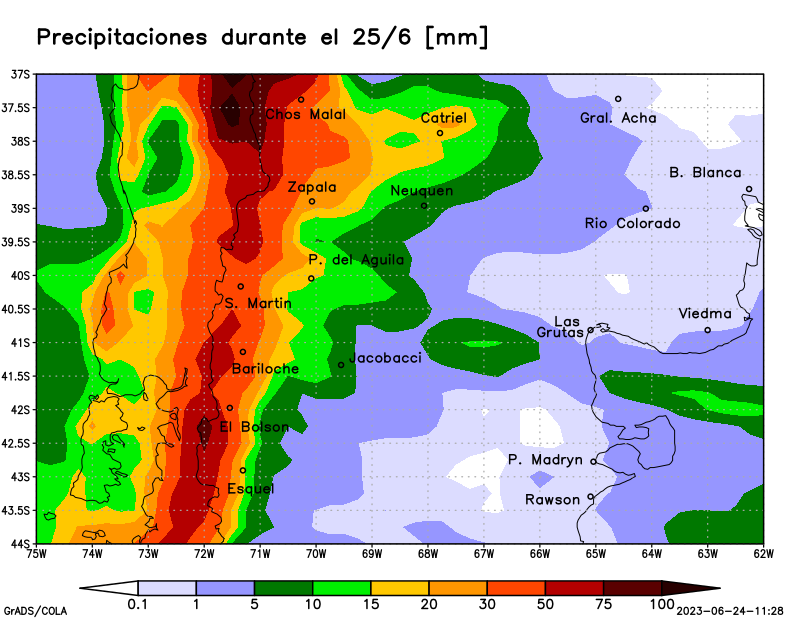 Precipitaciones durante el 25/6 [mm]
37S
37.5S
38S
38.5S
39S
39.5S
40S
40.5S
41S
41.5S
42S
42.5S
43S
43.5S
44S
Chos Malal
Catriel
Gral. Acha
B. Blanca
Zapala
Neuquen
Rio Colorado
P. del Aguila
S. Martin
Viedma
Las
Grutas
Jacobacci
Bariloche
El Bolson
P. Madryn
Esquel
Rawson
75W 74W 73W 72W 71W 70W 69W 68W 67W 66W 65W 64W 63W 62W
0.1 1 5 10 15 20 30 50 75 100
GrADS/COLA
2023-06-24-11:28